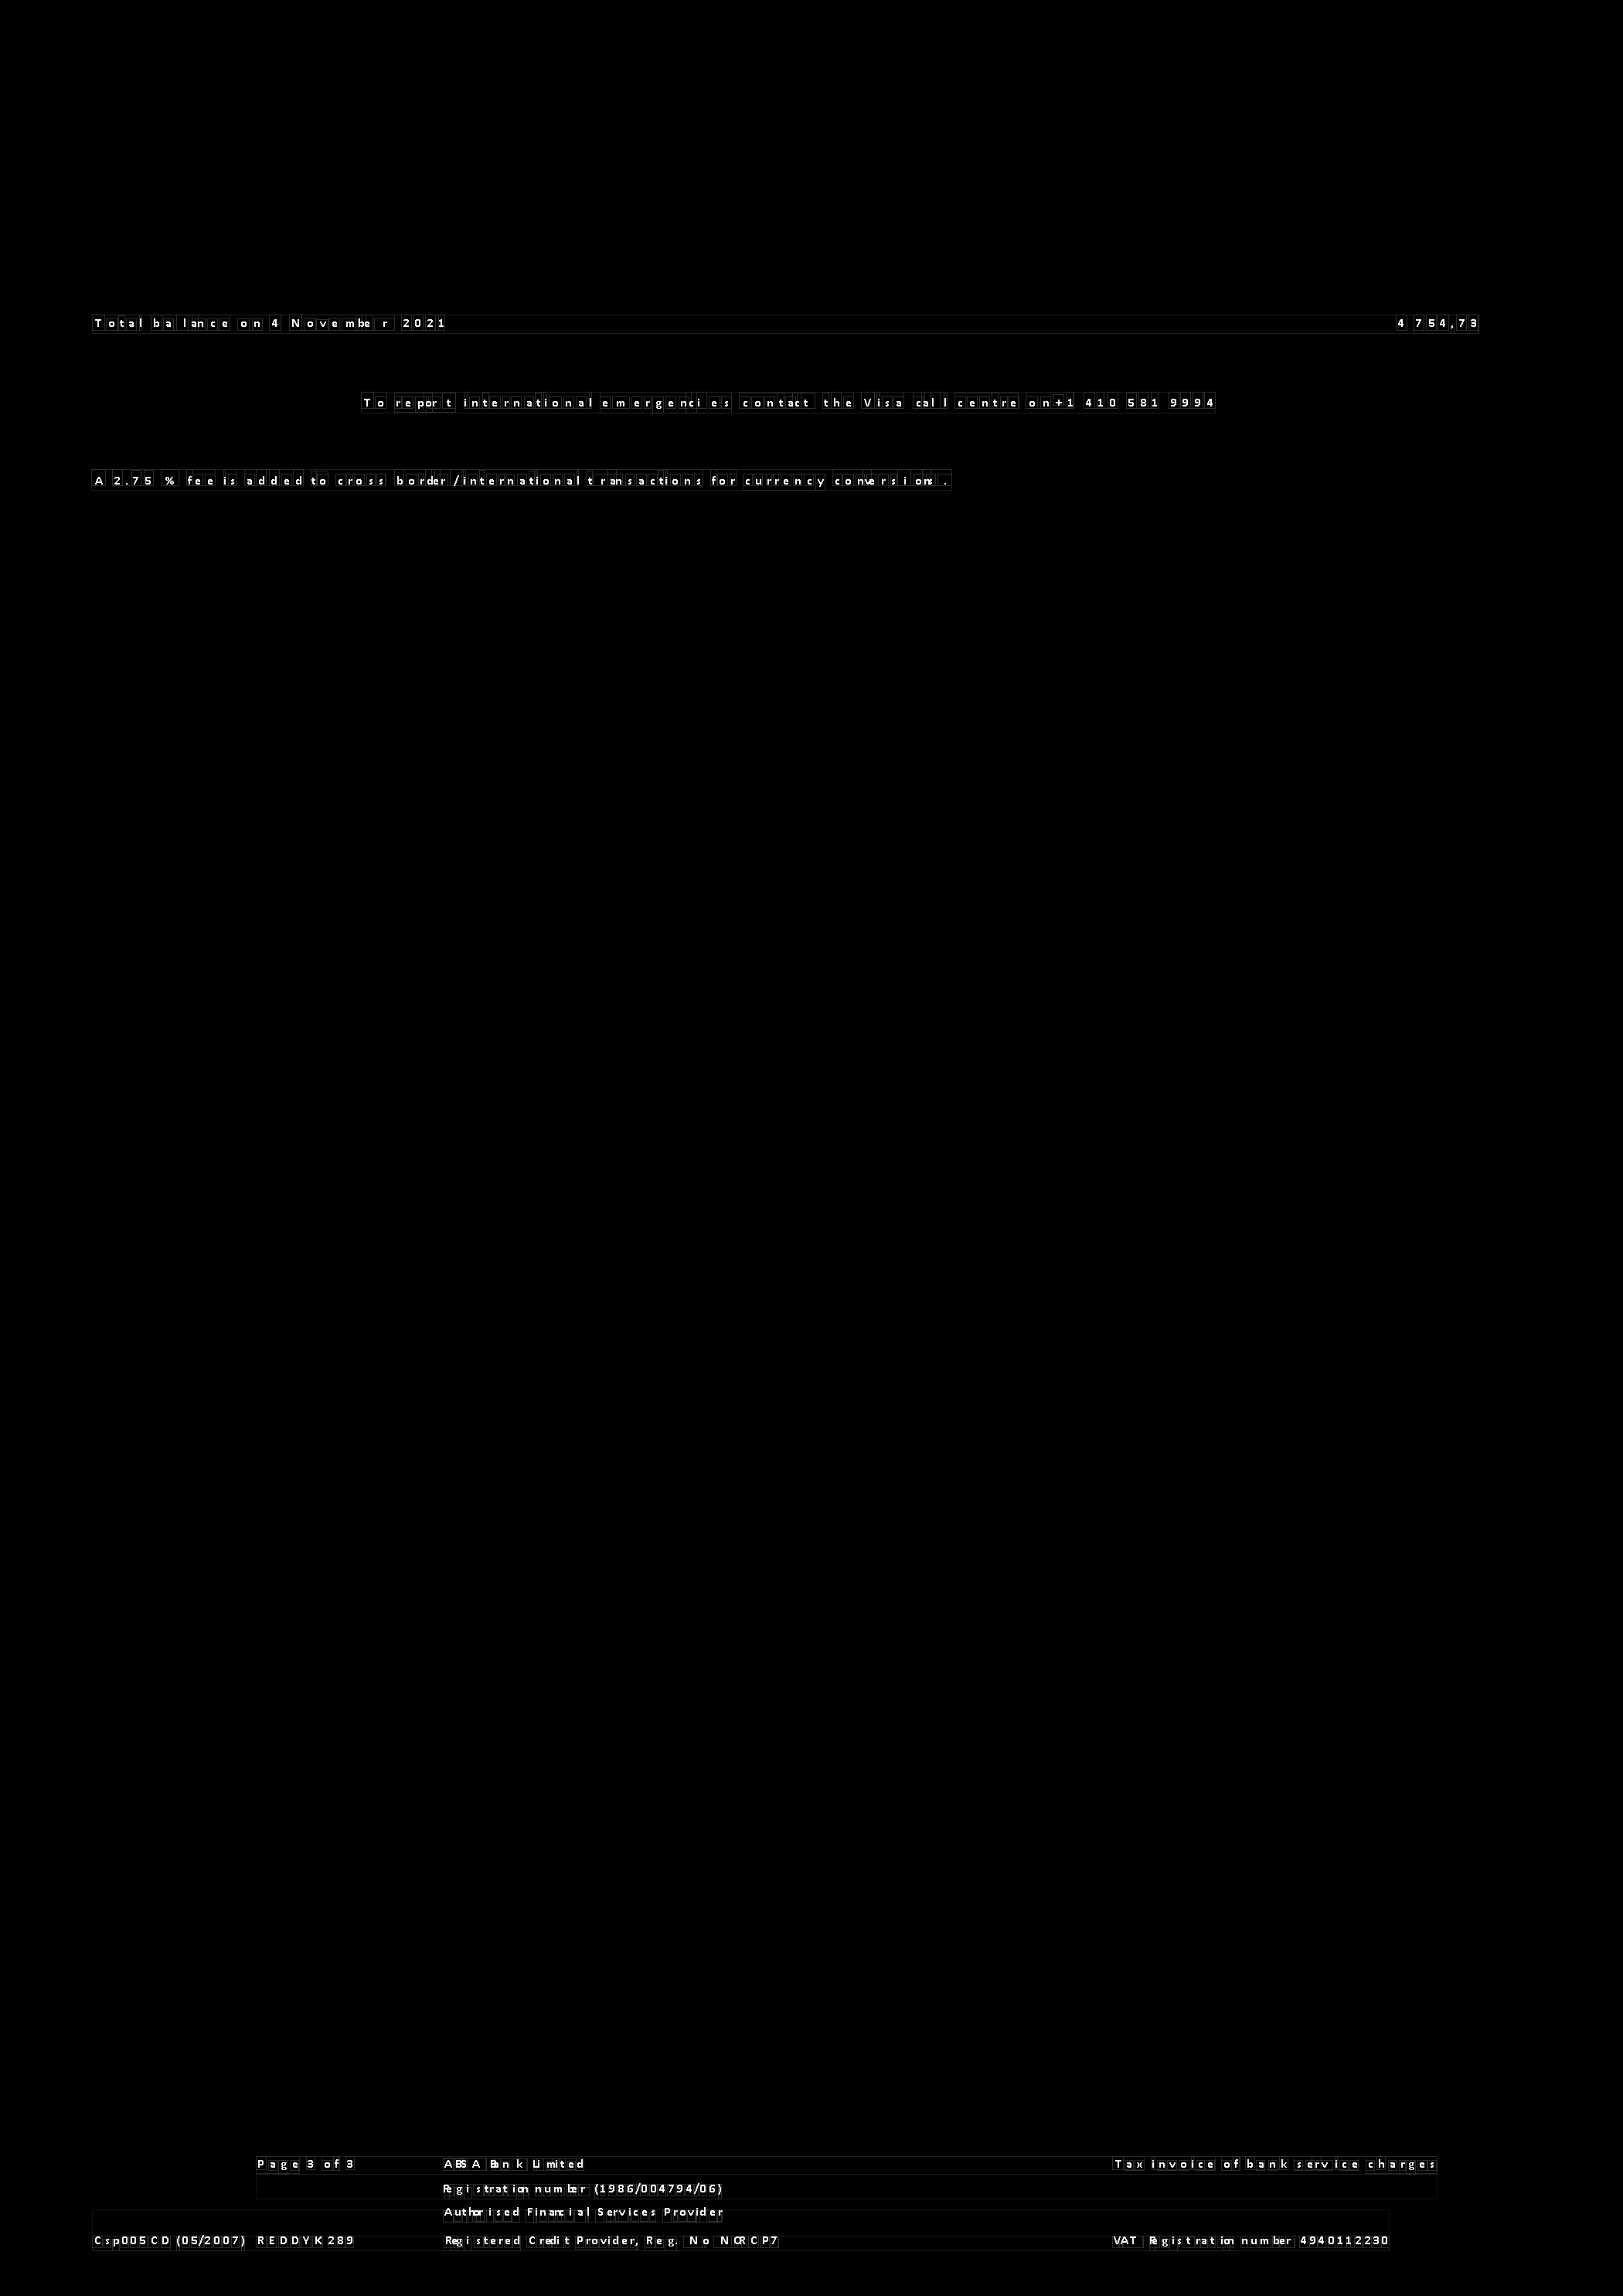 Total balance on 4 November 2021 4 754,73
To report international emergencies contact the Visa call centre on +1 410 581 9994
A 2.75 % fee is added to cross border/international transactions for currency conversions.
Page 3 of 3 ABSA Bank Limited Tax invoice of bank service charges
Registration number (1986/004794/06)
Authorised Financial Services Provider
Csp005CD (05/2007) REDDYK289 Registered Credit Provider, Reg. No NCRCP7 VAT Registration number 4940112230